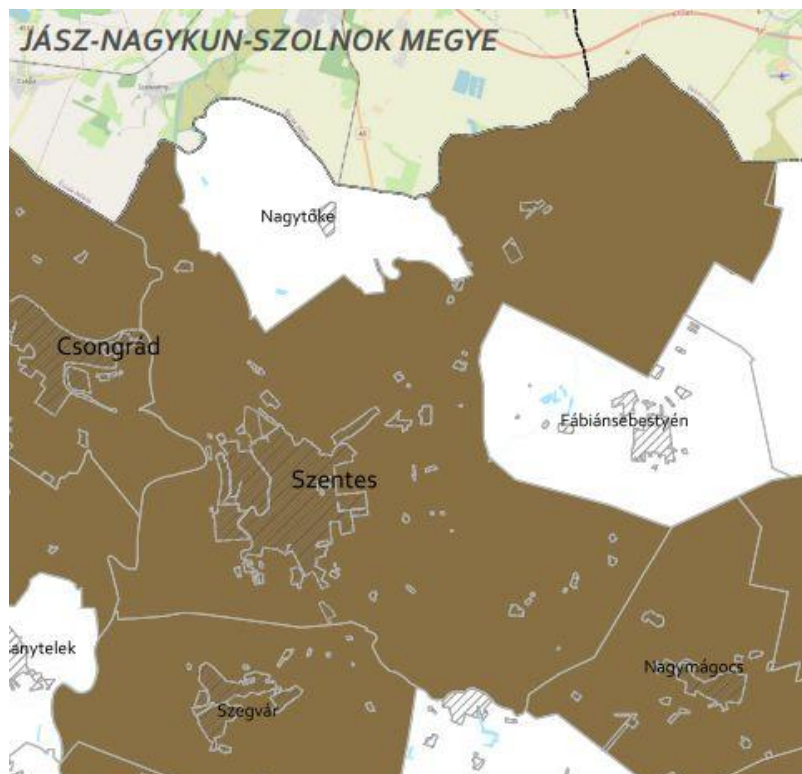 JÁSZ-NAGYKUN-SZOLNOK MEGYE
Nagytőke
Csongrád
Fábiánsebestyén
Szentes
anytelek
Nagymágocs
Szegvár